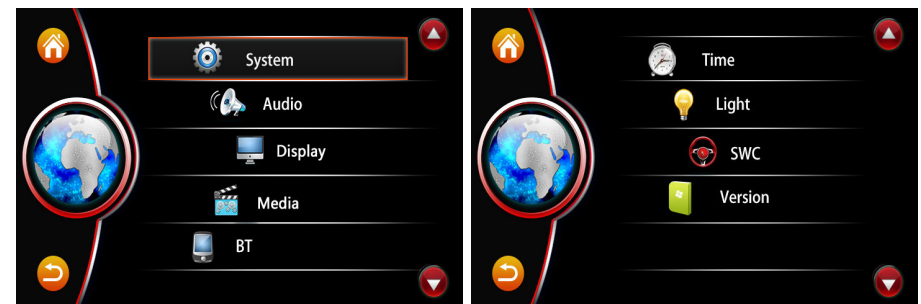 System
Audio
Display
Media
BT
Time
Light
SWC
Version